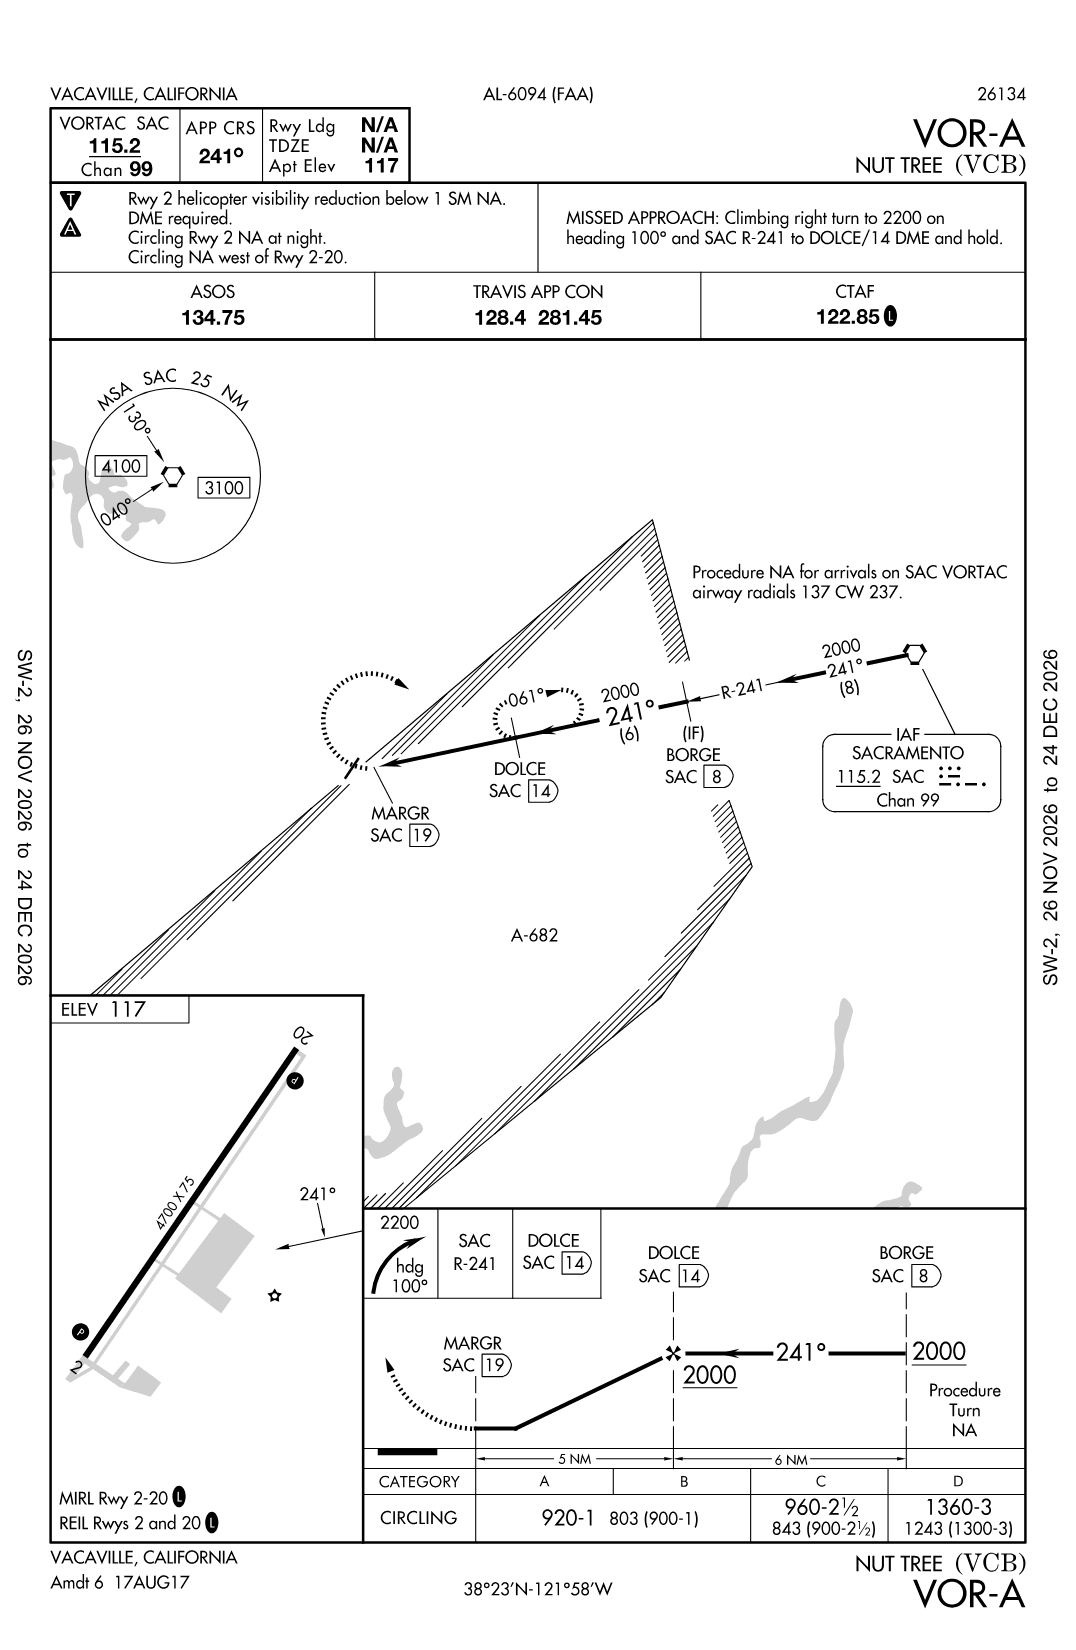 VACAVILLE, CALIFORNIA
AL-6094 (FAA)
26134
VORTAC SAC
115.2
Chan 99
APP CRS
241°
Rwy Ldg N/A
TDZE N/A
Apt Elev 117
VOR-A
NUT TREE (VCB)
T
A
Rwy 2 helicopter visibility reduction below 1 SM NA.
DME required.
Circling Rwy 2 NA at night.
Circling NA west of Rwy 2-20.
MISSED APPROACH: Climbing right turn to 2200 on
heading 100° and SAC R-241 to DOLCE/14 DME and hold.
ASOS
134.75
TRAVIS APP CON
128.4 281.45
CTAF
122.85 L
MSA SAC 25 NM
130°
4100
3100
040°
Procedure NA for arrivals on SAC VORTAC
airway radials 137 CW 237.
2000
241°
(8)
R-241
2000
241°
(6)
061°
(IF)
BORGE
SAC 8
DOLCE
SAC 14
MARGR
SAC 19
IAF
SACRAMENTO
115.2 SAC
Chan 99
A-682
SW-2, 26 NOV 2026 to 24 DEC 2026
SW-2, 26 NOV 2026 to 24 DEC 2026
ELEV 117
20
P
4700 X 75
241°
P
2
MIRL Rwy 2-20 L
REIL Rwys 2 and 20 L
2200
hdg
100°
SAC
R-241
DOLCE
SAC 14
DOLCE
SAC 14
BORGE
SAC 8
MARGR
SAC 19
241°
2000
2000
Procedure
Turn
NA
5 NM
6 NM
CATEGORY A B C D
CIRCLING
920-1 803 (900-1)
960-2½
843 (900-2½)
1360-3
1243 (1300-3)
VACAVILLE, CALIFORNIA
Amdt 6 17AUG17
38°23'N-121°58'W
NUT TREE (VCB)
VOR-A